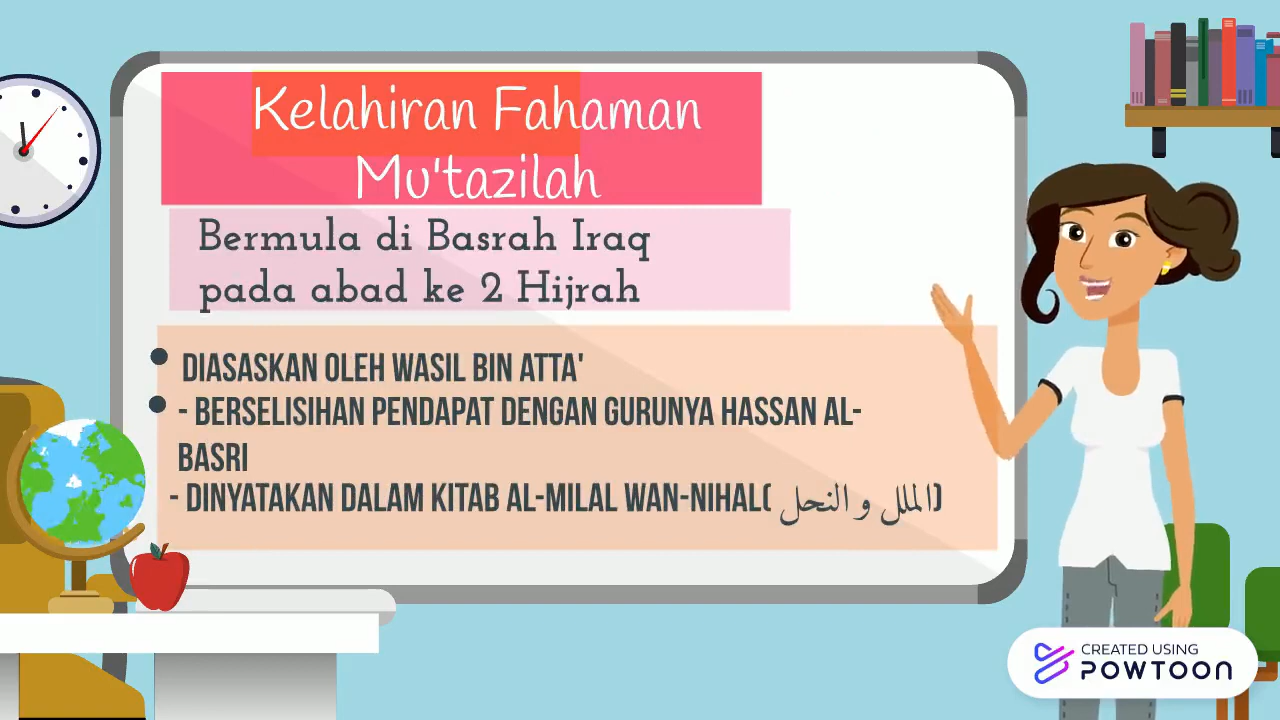 Kelahiran Fahaman
Mu'tazilah
Bermula di Basrah Iraq
pada abad ke 2 Hijrah
DIASASKAN OLEH WASIL BIN ATTA'
- BERSELISIHAN PENDAPAT DENGAN GURUNYA HASSAN AL-
BASRI
- DINYATAKAN DALAM KITAB AL-MILAL WAN-NIHAL( الملل و النحل)
CREATED USING
POWTOON